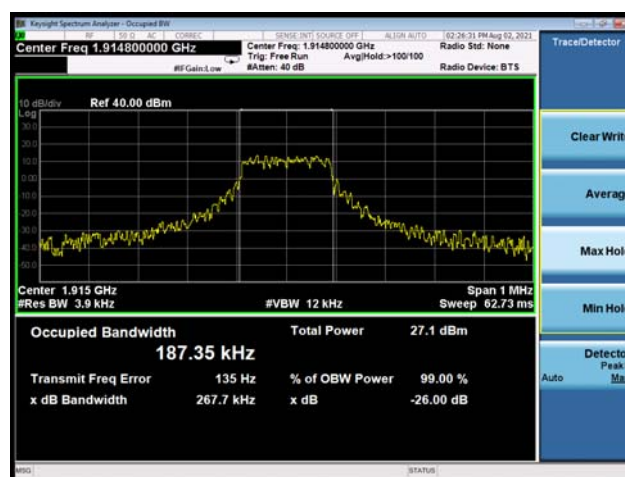 Keysight Spectrum Analyzer - Occupied BW
RF 50 Ω AC CORREC SENSE:INT SOURCE OFF ALIGN AUTO 02:26:31 PM Aug 02, 2021
Center Freq 1.914800000 GHz
Center Freq: 1.914800000 GHz
Radio Std: None
Trig: Free Run Avg|Hold:>100/100
#IFGain:Low #Atten: 40 dB
Radio Device: BTS
Trace/Detector
10 dB/div Ref 40.00 dBm
Log
30.0
20.0
10.0
0.00
10.0
20.0
30.0
40.0
50.0
Center 1.915 GHz Span 1 MHz
#Res BW 3.9 kHz #VBW 12 kHz Sweep 62.73 ms
Occupied Bandwidth
187.35 kHz
Total Power 27.1 dBm
Transmit Freq Error 135 Hz % of OBW Power 99.00 %
x dB Bandwidth 267.7 kHz x dB -26.00 dB
Clear Writ
Averag
Max Hol
Min Hol
Detecto
Peak
Auto Ma
MSG STATUS